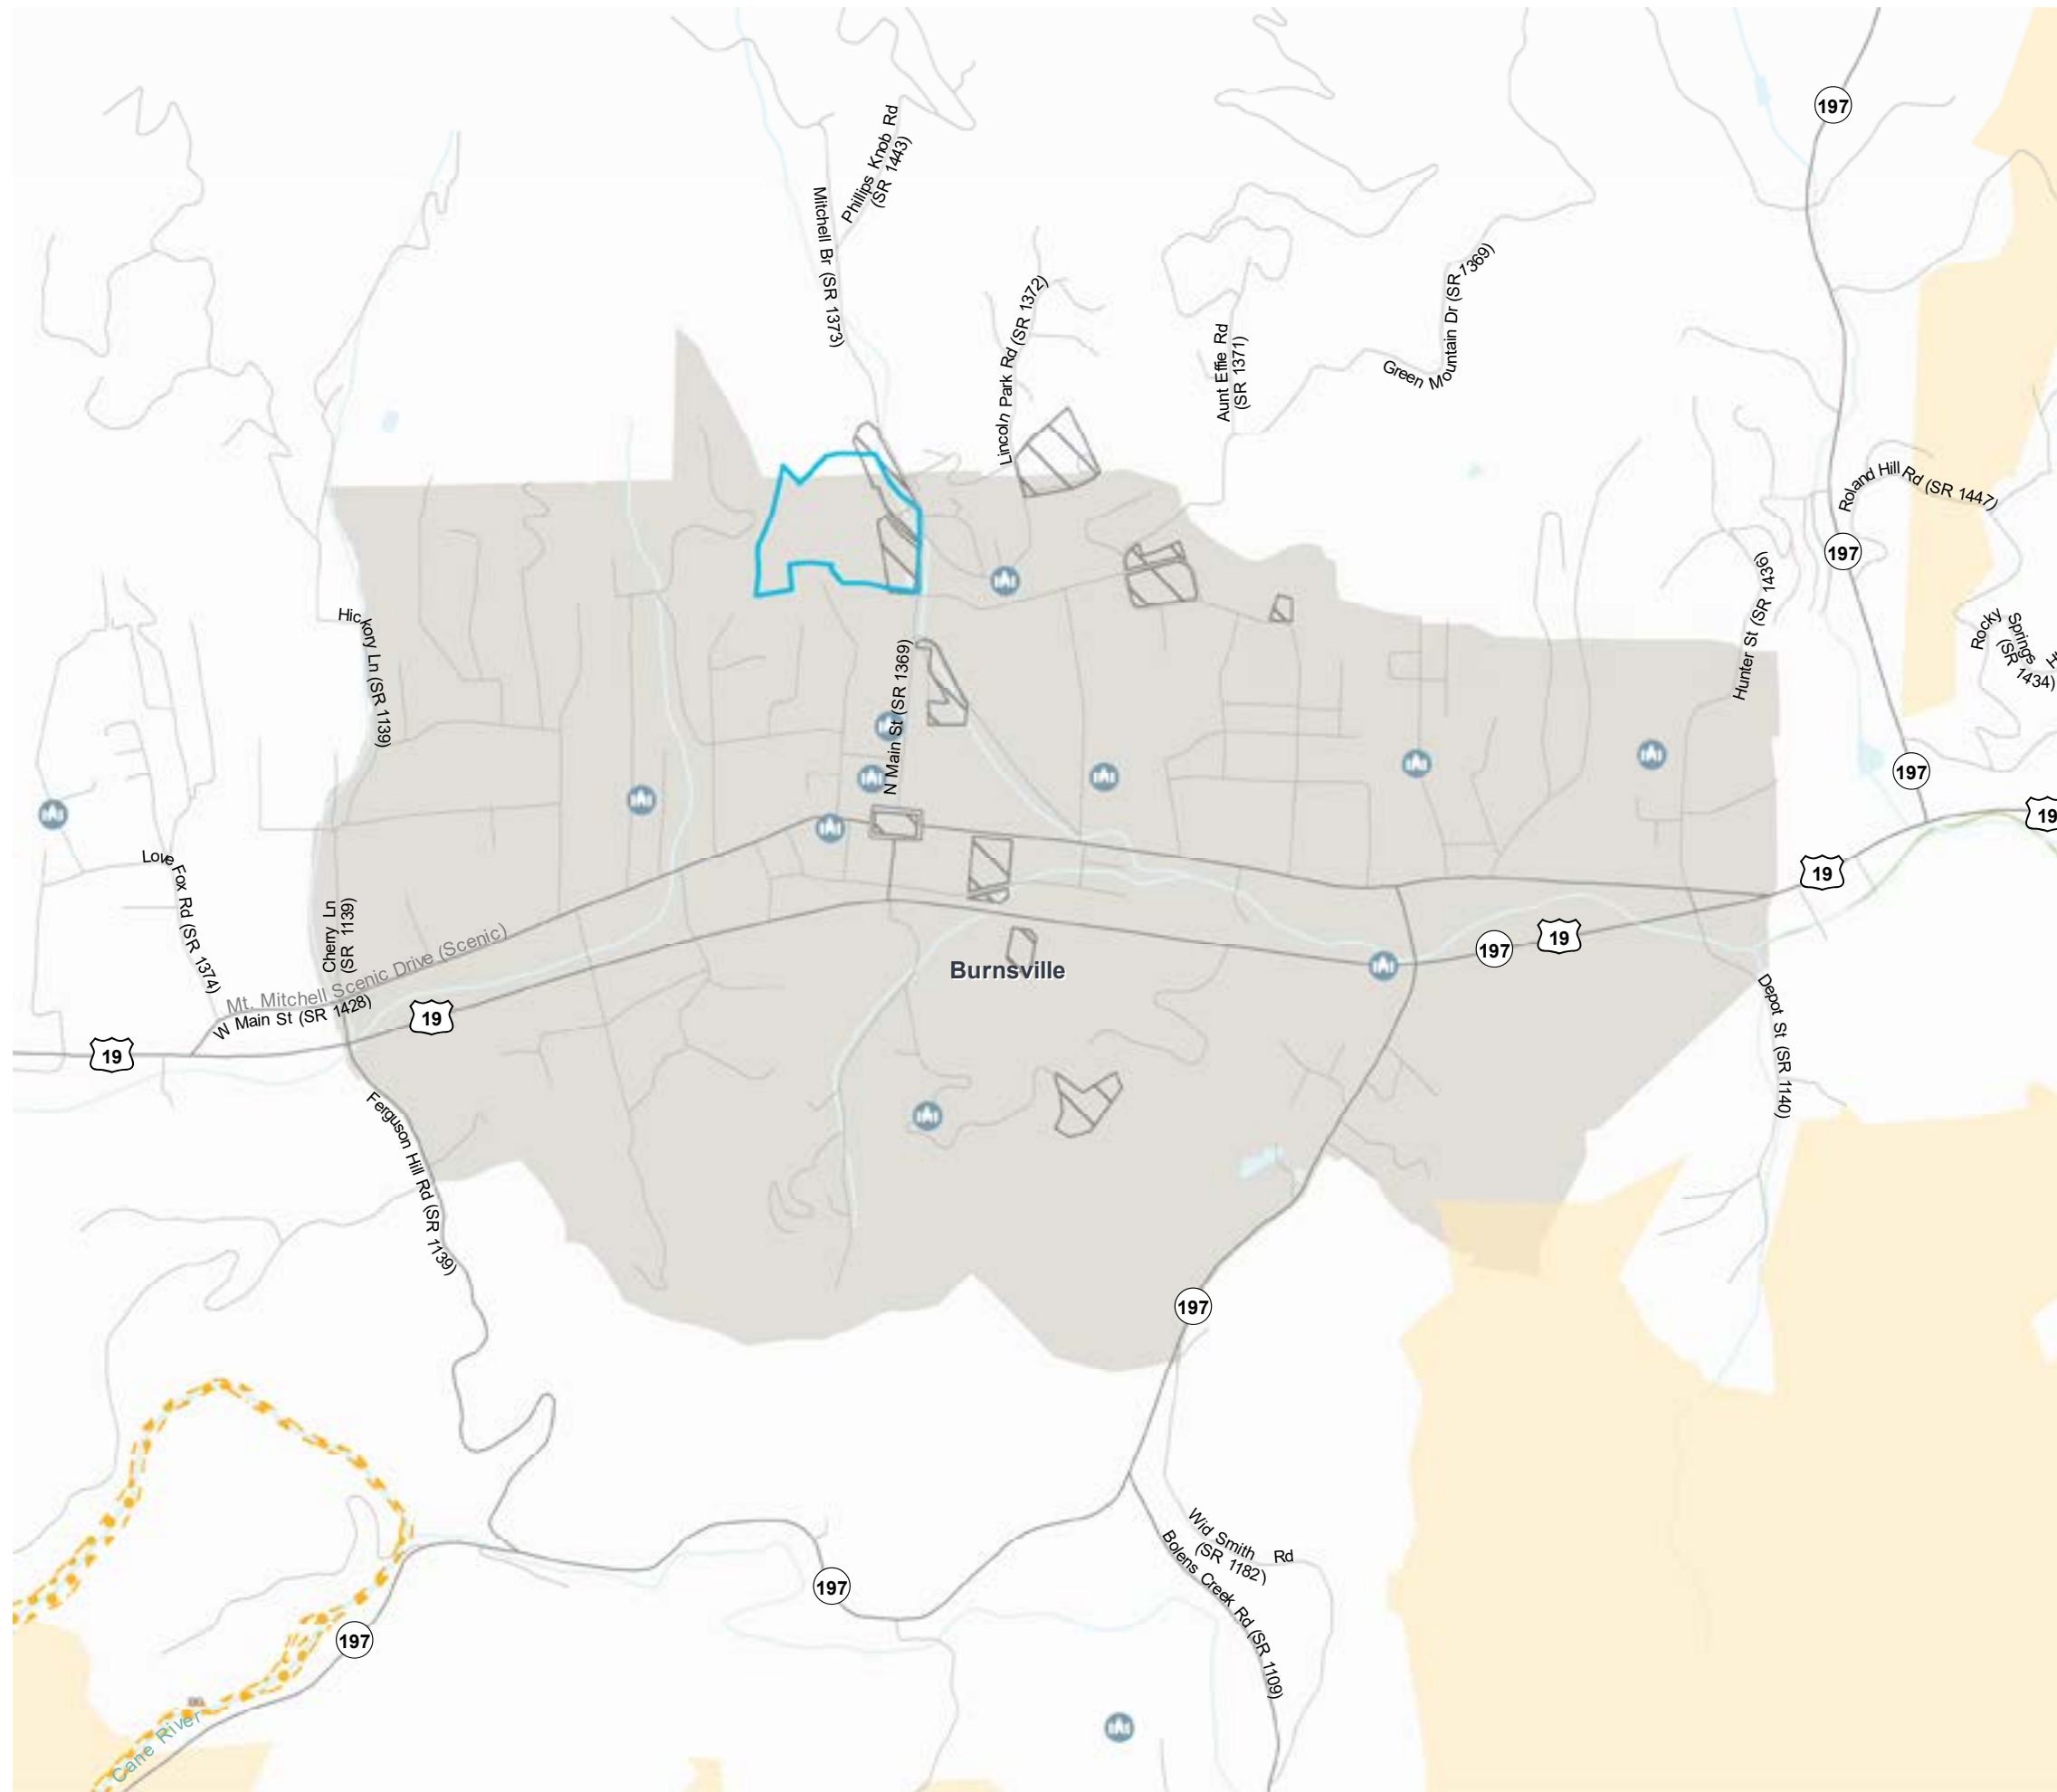 197
Phillips Knob Rd
(SR 1443)
Mitchell Br (SR 1373)
Lincoln Park Rd (SR 1372)
Aunt Effie Rd
(SR 1371)
Green Mountain Dr (SR 1369)
Roland Hill Rd (SR 1447)
197
Hunter St (SR 1436)
Rocky
Springs
(SR 1434)
Hickory Ln (SR 1139)
N Main St (SR 1369)
197
19
19
Love Fox Rd (SR 1374)
Cherry Ln
(SR 1139)
Mt. Mitchell Scenic Drive (Scenic)
W Main St (SR 1428)
19
19
Burnsville
197
19
Depot St (SR 1140)
Ferguson Hill Rd (SR 1139)
197
Wid Smith Rd
(SR 1182)
Bolens Creek Rd (SR 1109)
197
197
Cane River